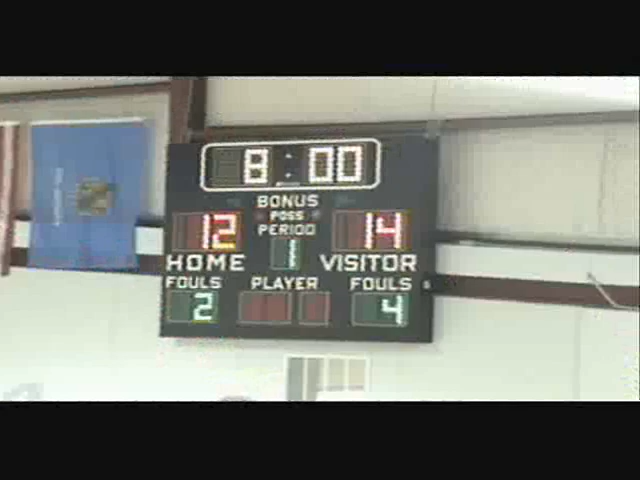 8:00
BONUS
POSS
12 PERIOD 14
HOME 1 VISITOR
FOULS PLAYER FOULS
2 4